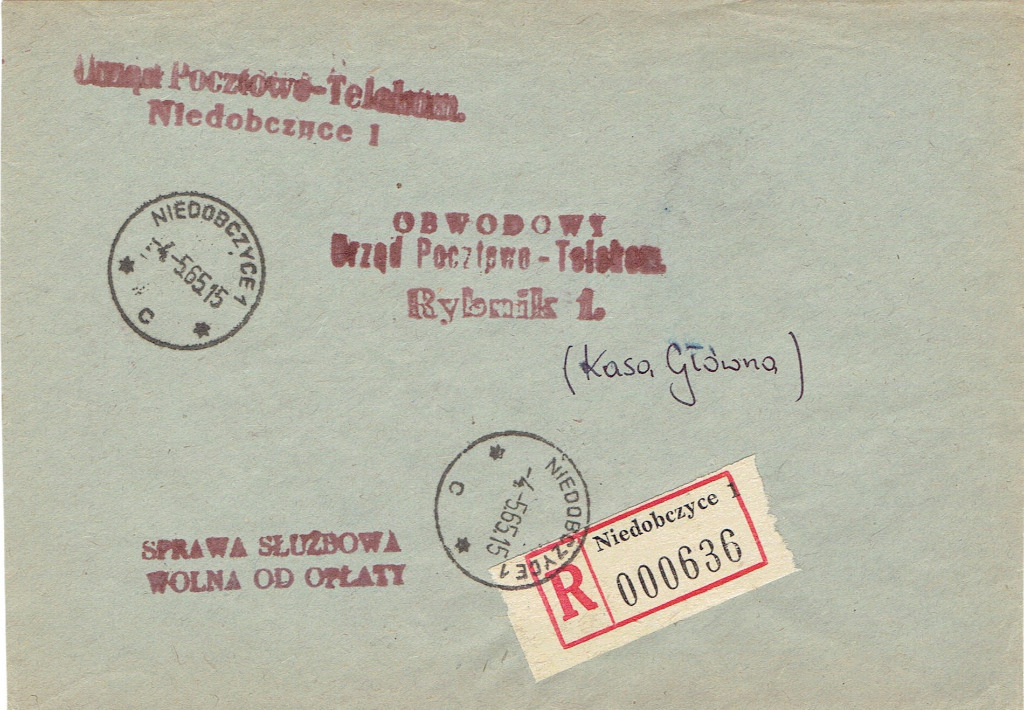 Urząd Pocztowo-Telekom.
Niedobczyce 1
NIEDOBCZYCE 1
-4.-5.65.15
C
OBWODOWY
Urząd Pocztowo-Telekom.
Rybnik 1.
(Kasa Główna)
NIEDOBCZYCE 1
-4.-5.65.15
C
SPRAWA SŁUŻBOWA
WOLNA OD OPŁATY
R
Niedobczyce 1
000636